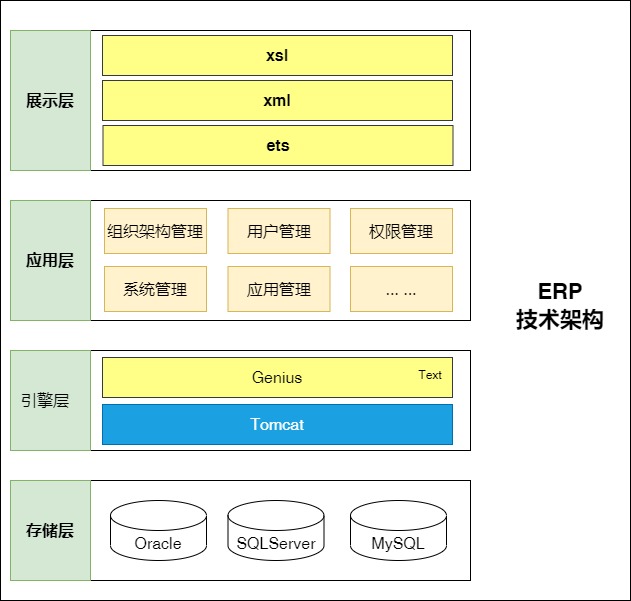 展示层
xsl
xml
ets
应用层
组织架构管理
用户管理
权限管理
系统管理
应用管理
... ...
ERP
技术架构
引擎层
Genius
Text
Tomcat
存储层
Oracle
SQLServer
MySQL